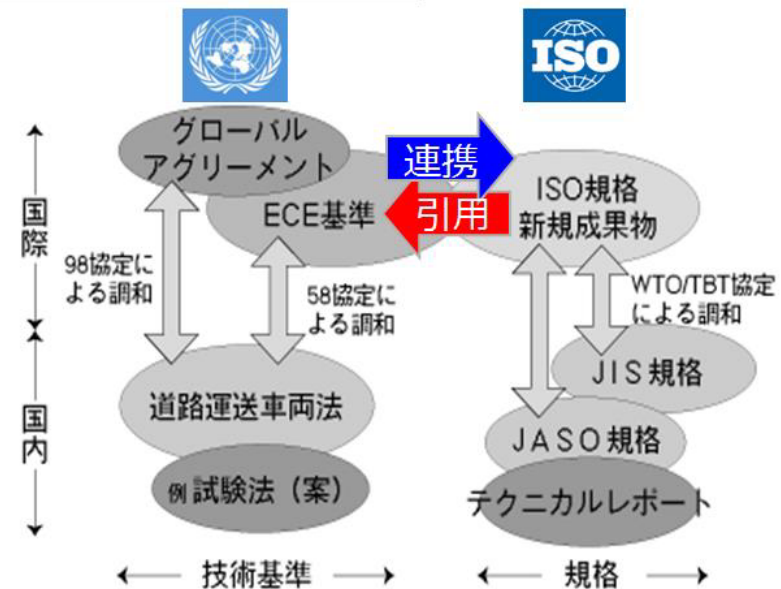 ISO
グローバル
アグリーメント
連携
ECE基準
引用
ISO規格
新規成果物
国際
98協定に
よる調和
58協定に
よる調和
WTO/TBT協定
による調和
JIS規格
道路運送車両法
国内
JASO規格
例 試験法（案）
テクニカルレポート
技術基準
規格